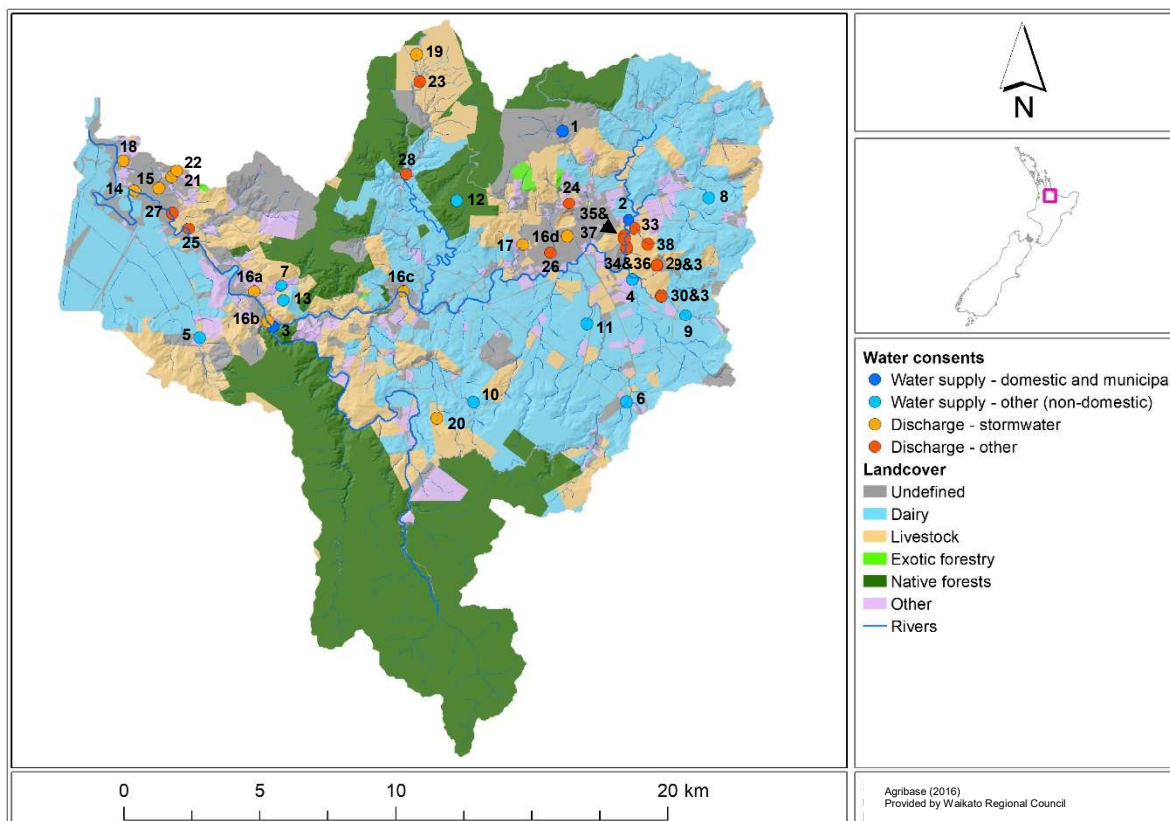 19
23
1
N
18
22
28
15
21
24
2
8
14
12
35&
33
27
16d
37
17
38
25
26
34&36
29&3
16a
7
16c
4
13
30&3
16b
3
11
9
5
10
6
20
Water consents
Water supply - domestic and municipal
Water supply - other (non-domestic)
Discharge - stormwater
Discharge - other
Landcover
Undefined
Dairy
Livestock
Exotic forestry
Native forests
Other
Rivers
0 5 10 20 km
Agribase (2016)
Provided by Waikato Regional Council